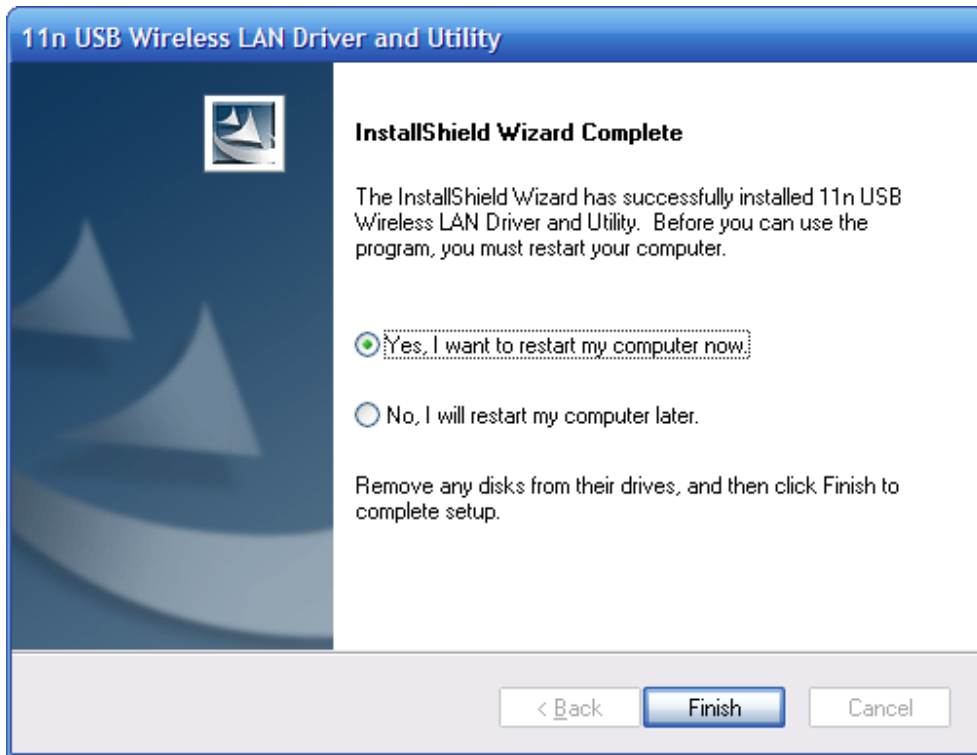 11n USB Wireless LAN Driver and Utility
InstallShield Wizard Complete
The InstallShield Wizard has successfully installed 11n USB
Wireless LAN Driver and Utility.  Before you can use the
program, you must restart your computer.
Yes, I want to restart my computer now.
No, I will restart my computer later.
Remove any disks from their drives, and then click Finish to
complete setup.
< Back
Finish
Cancel